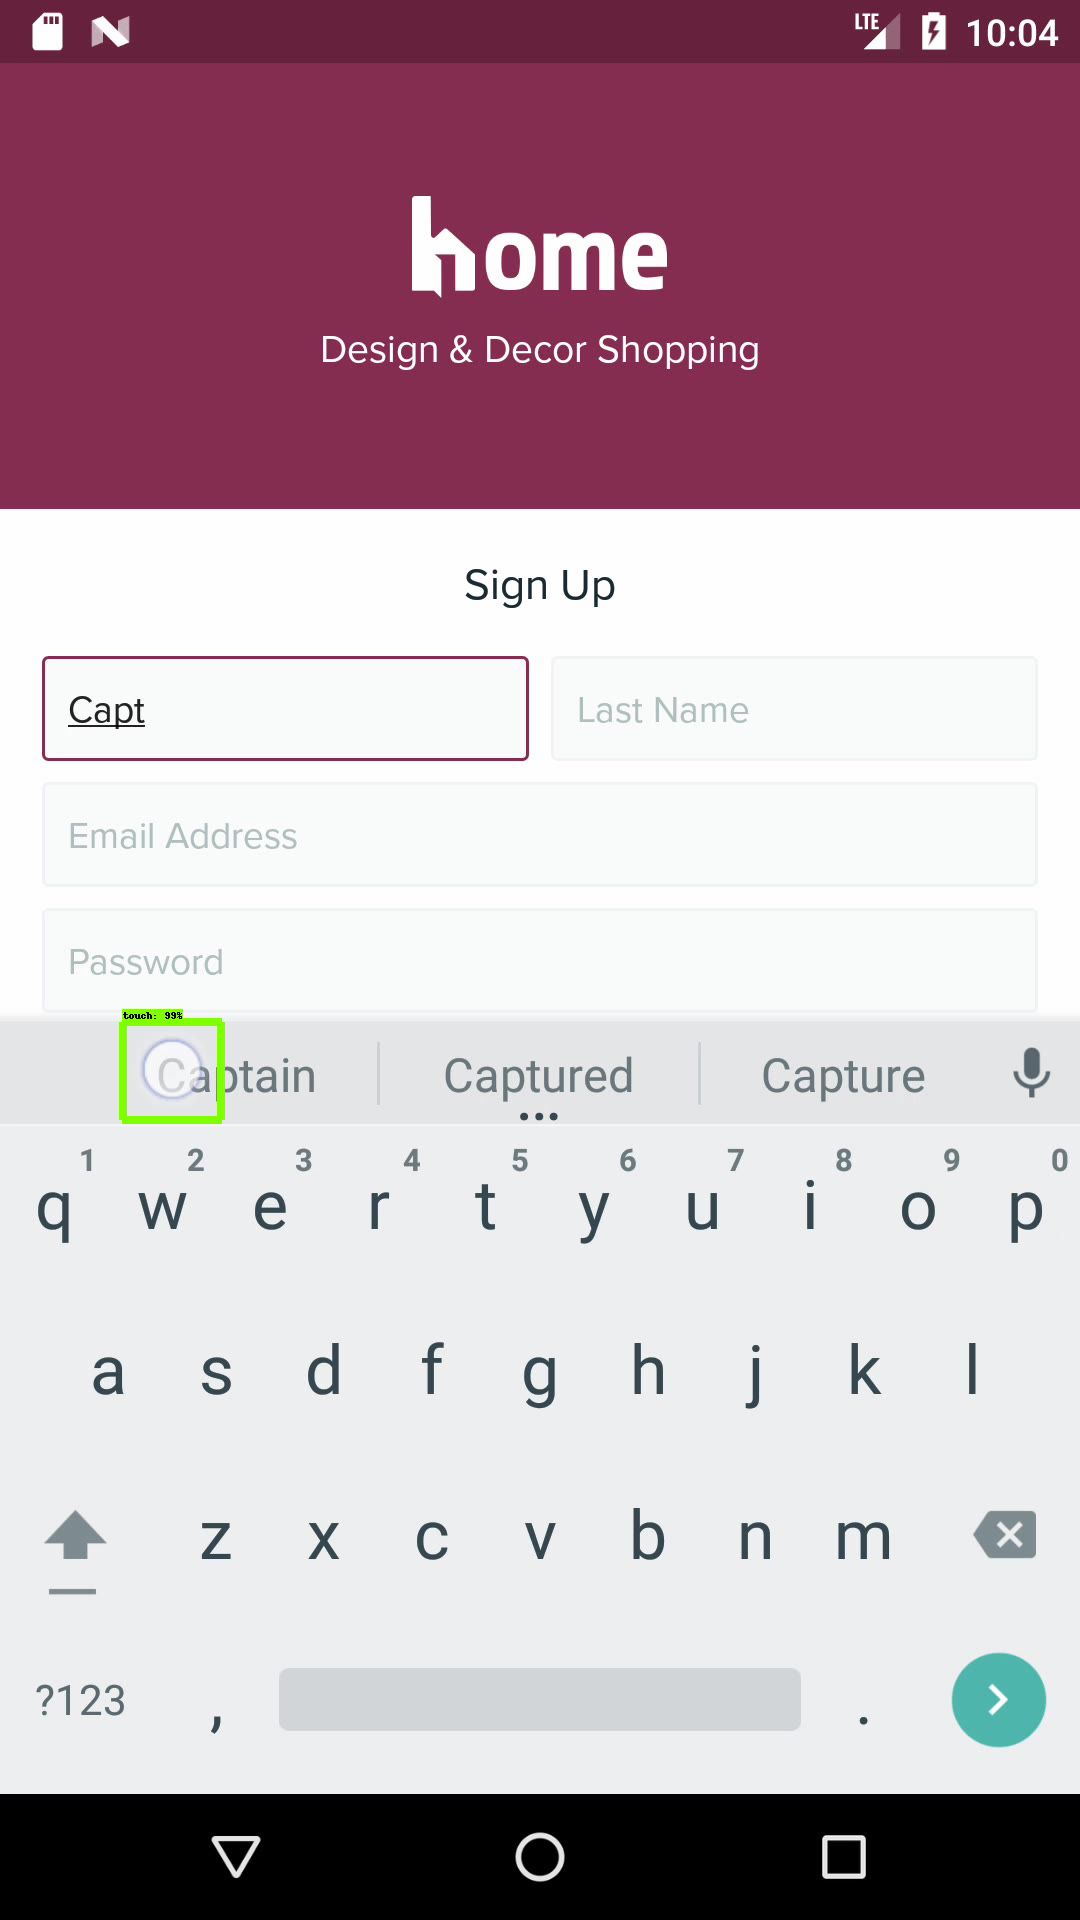 LTE 10:04
home
Design & Decor Shopping
Sign Up
Capt Last Name
Email Address
Password
touch: 99%
Captain Captured Capture
1 2 3 4 5 6 7 8 9 0
q w e r t y u i o p
a s d f g h j k l
z x c v b n m
?123 , .